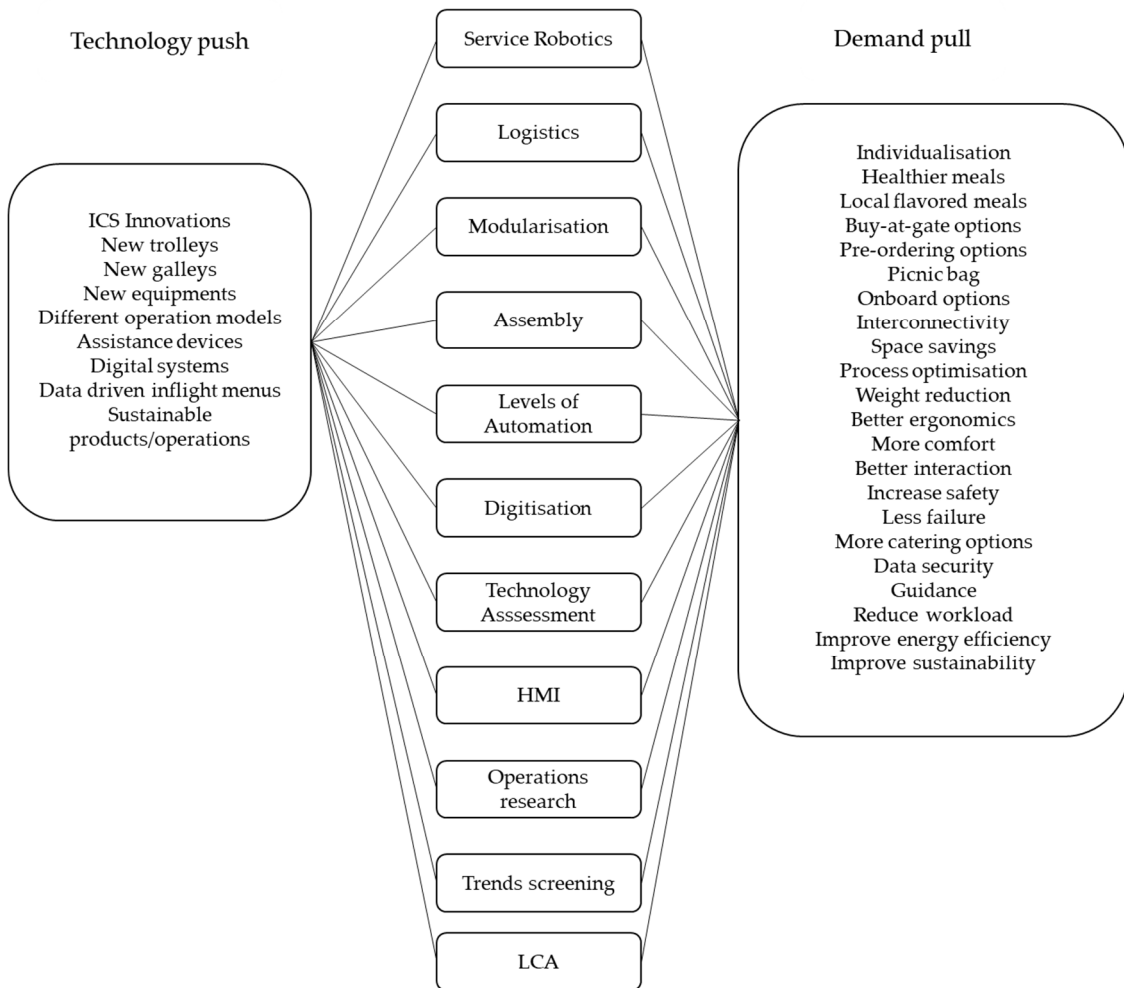 Technology push
ICS Innovations
New trolleys
New galleys
New equipments
Different operation models
Assistance devices
Digital systems
Data driven inflight menus
Sustainable
products/operations
Service Robotics
Logistics
Modularisation
Assembly
Levels of
Automation
Digitisation
Technology
Asssessment
HMI
Operations
research
Trends screening
LCA
Demand pull
Individualisation
Healthier meals
Local flavored meals
Buy-at-gate options
Pre-ordering options
Picnic bag
Onboard options
Interconnectivity
Space savings
Process optimisation
Weight reduction
Better ergonomics
More comfort
Better interaction
Increase safety
Less failure
More catering options
Data security
Guidance
Reduce workload
Improve energy efficiency
Improve sustainability